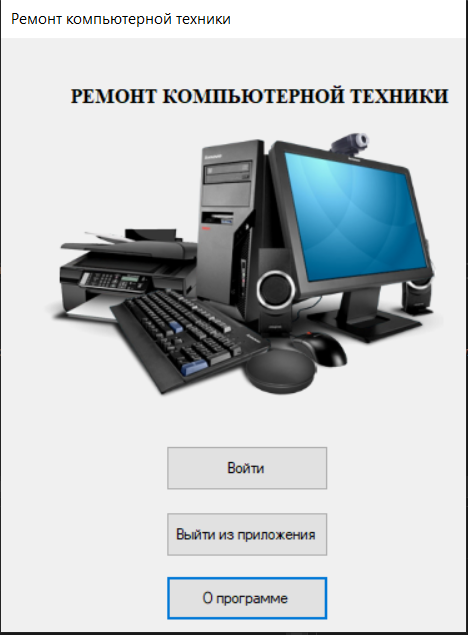 Ремонт компьютерной техники
РЕМОНТ КОМПЬЮТЕРНОЙ ТЕХНИКИ
Войти
Выйти из приложения
О программе